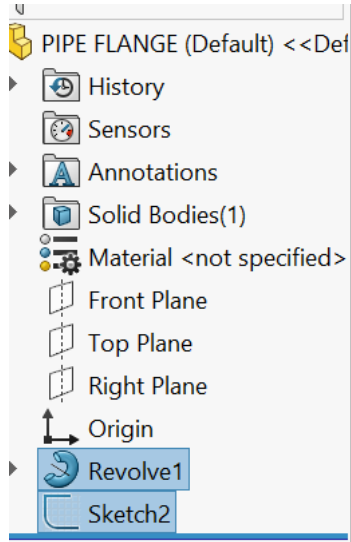 PIPE FLANGE (Default) <<Def
History
Sensors
Annotations
Solid Bodies(1)
Material <not specified>
Front Plane
Top Plane
Right Plane
Origin
Revolve1
Sketch2